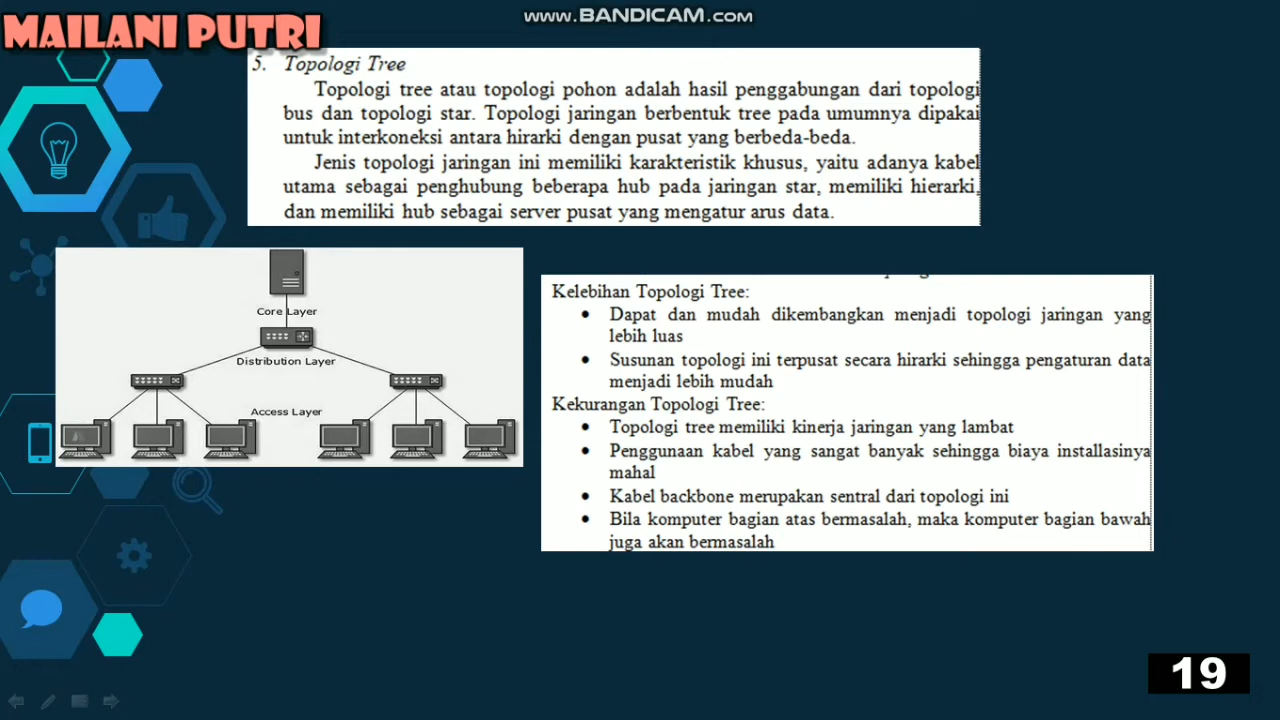 MAILANI PUTRI
www.BANDICAM.com
5. Topologi Tree
Topologi tree atau topologi pohon adalah hasil penggabungan dari topologi
bus dan topologi star. Topologi jaringan berbentuk tree pada umumnya dipakai
untuk interkoneksi antara hirarki dengan pusat yang berbeda-beda.
Jenis topologi jaringan ini memiliki karakteristik khusus, yaitu adanya kabel
utama sebagai penghubung beberapa hub pada jaringan star, memiliki hierarki,
dan memiliki hub sebagai server pusat yang mengatur arus data.
Core Layer
Distribution Layer
Access Layer
Kelebihan Topologi Tree:
• Dapat dan mudah dikembangkan menjadi topologi jaringan yang
lebih luas
• Susunan topologi ini terpusat secara hirarki sehingga pengaturan data
menjadi lebih mudah
Kekurangan Topologi Tree:
• Topologi tree memiliki kinerja jaringan yang lambat
• Penggunaan kabel yang sangat banyak sehingga biaya installasinya
mahal
• Kabel backbone merupakan sentral dari topologi ini
• Bila komputer bagian atas bermasalah, maka komputer bagian bawah
juga akan bermasalah
19